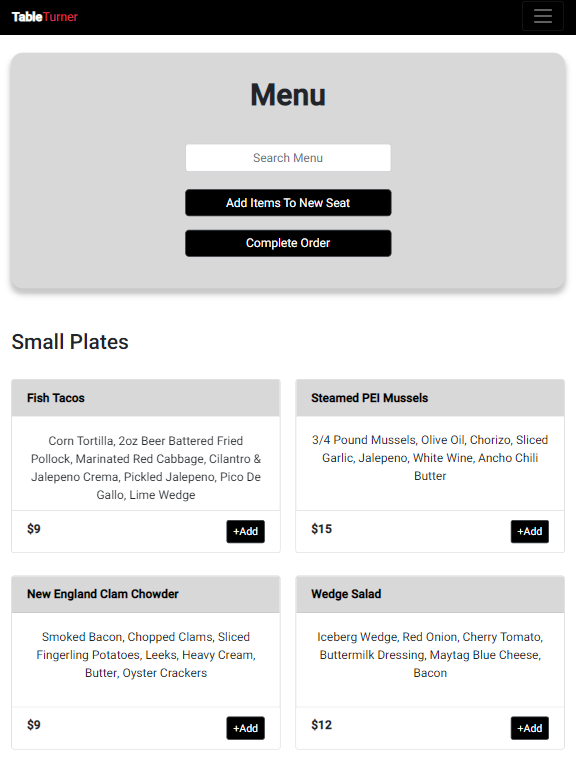 TableTurner
Menu
Search Menu
Add Items To New Seat
Complete Order
Small Plates
Fish Tacos
Corn Tortilla, 2oz Beer Battered Fried
Pollock, Marinated Red Cabbage, Cilantro &
Jalepeno Crema, Pickled Jalepeno, Pico De
Gallo, Lime Wedge
$9
+Add
Steamed PEI Mussels
3/4 Pound Mussels, Olive Oil, Chorizo, Sliced
Garlic, Jalepeno, White Wine, Ancho Chili
Butter
$15
+Add
New England Clam Chowder
Smoked Bacon, Chopped Clams, Sliced
Fingerling Potatoes, Leeks, Heavy Cream,
Butter, Oyster Crackers
$9
+Add
Wedge Salad
Iceberg Wedge, Red Onion, Cherry Tomato,
Buttermilk Dressing, Maytag Blue Cheese,
Bacon
$12
+Add